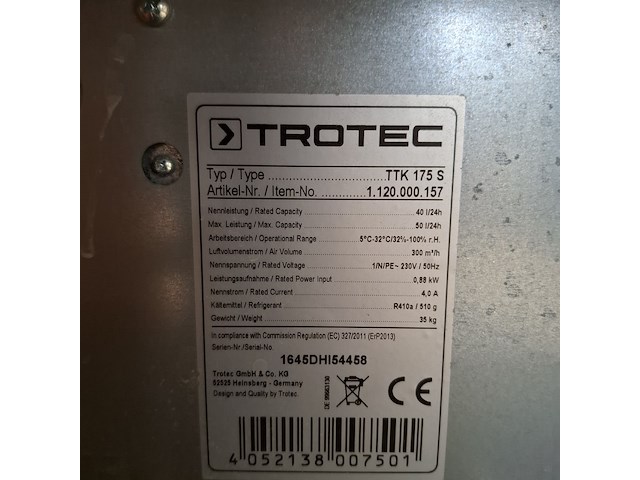 TROTEC
Typ / Type ........................ TTK 175 S
Artikel-Nr. / Item-No. ............ 1.120.000.157
Nennleistung / Rated Capacity 40 l/24h
Max. Leistung / Max. Capacity 50 l/24h
Arbeitsbereich / Operational Range 5°C-32°C/32%-100% r.H.
Luftvolumenstrom / Air Volume 300 m³/h
Nennspannung / Rated Voltage 1/N/PE~ 230V / 50Hz
Leistungsaufnahme / Rated Power Input 0,88 kW
Nennstrom / Rated Current 4,0 A
Kältemittel / Refrigerant R410a / 510 g
Gewicht / Weight 35 kg
In compliance with Commission Regulation (EC) 327/2011 (ErP2013)
Serien-Nr./Serial-No.
1645DHI54458
Trotec GmbH & Co. KG
52525 Heinsberg - Germany
Design and Quality by Trotec.
CE
4 052138 007501